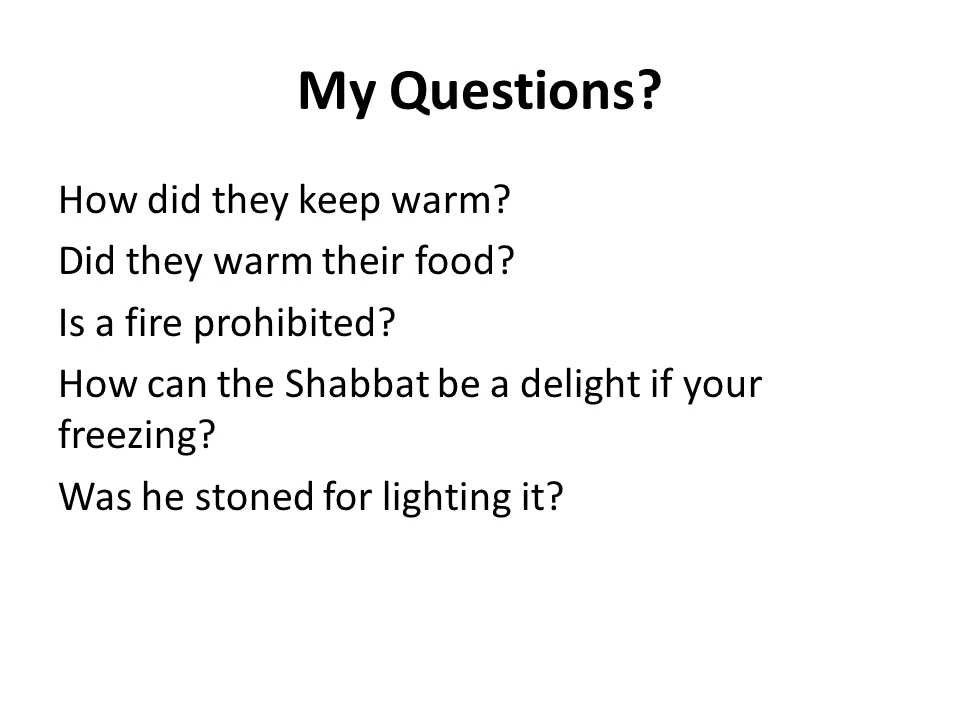 My Questions?
How did they keep warm?
Did they warm their food?
Is a fire prohibited?
How can the Shabbat be a delight if your
freezing?
Was he stoned for lighting it?